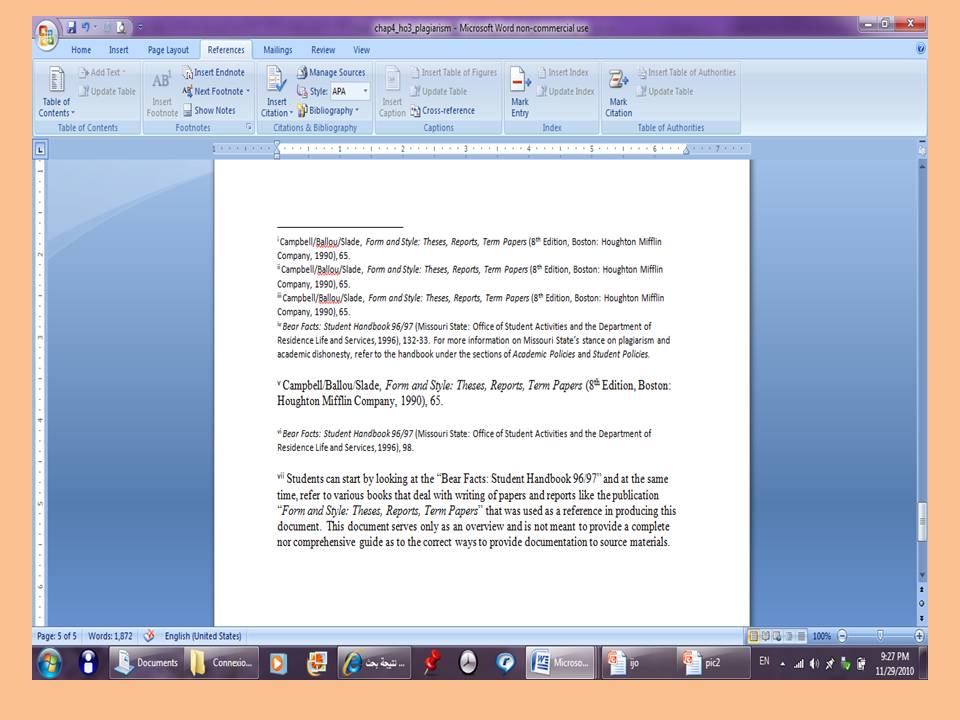 chap4_ho3_plagiarism - Microsoft Word non-commercial use
Home Insert Page Layout References Mailings Review View
Table of Contents
Add Text
Update Table
Table of Contents
AB¹ Insert Footnote
Insert Endnote
Next Footnote
Show Notes
Footnotes
Insert Citation
Manage Sources
Style: APA
Bibliography
Citations & Bibliography
Insert Caption
Insert Table of Figures
Update Table
Cross-reference
Captions
Mark Entry
Insert Index
Update Index
Index
Mark Citation
Insert Table of Authorities
Update Table
Table of Authorities
L
1 1 2 3 4 5 6 7
i Campbell/Ballou/Slade, Form and Style: Theses, Reports, Term Papers (8th Edition, Boston: Houghton Mifflin
Company, 1990), 65.
ii Campbell/Ballou/Slade, Form and Style: Theses, Reports, Term Papers (8th Edition, Boston: Houghton Mifflin
Company, 1990), 65.
iii Campbell/Ballou/Slade, Form and Style: Theses, Reports, Term Papers (8th Edition, Boston: Houghton Mifflin
Company, 1990), 65.
iv Bear Facts: Student Handbook 96/97 (Missouri State: Office of Student Activities and the Department of
Residence Life and Services, 1996), 132-33. For more information on Missouri State's stance on plagiarism and
academic dishonesty, refer to the handbook under the sections of Academic Policies and Student Policies.
v Campbell/Ballou/Slade, Form and Style: Theses, Reports, Term Papers (8th Edition, Boston:
Houghton Mifflin Company, 1990), 65.
vi Bear Facts: Student Handbook 96/97 (Missouri State: Office of Student Activities and the Department of
Residence Life and Services, 1996), 98.
vii Students can start by looking at the “Bear Facts: Student Handbook 96/97” and at the same
time, refer to various books that deal with writing of papers and reports like the publication
“Form and Style: Theses, Reports, Term Papers” that was used as a reference in producing this
document. This document serves only as an overview and is not meant to provide a complete
nor comprehensive guide as to the correct ways to provide documentation to source materials.
Page: 5 of 5 Words: 1,872 English (United States) 100%
Documents Connexio... نتيجة بحث ... Microso... ijo pic2 EN 9:27 PM
11/29/2010